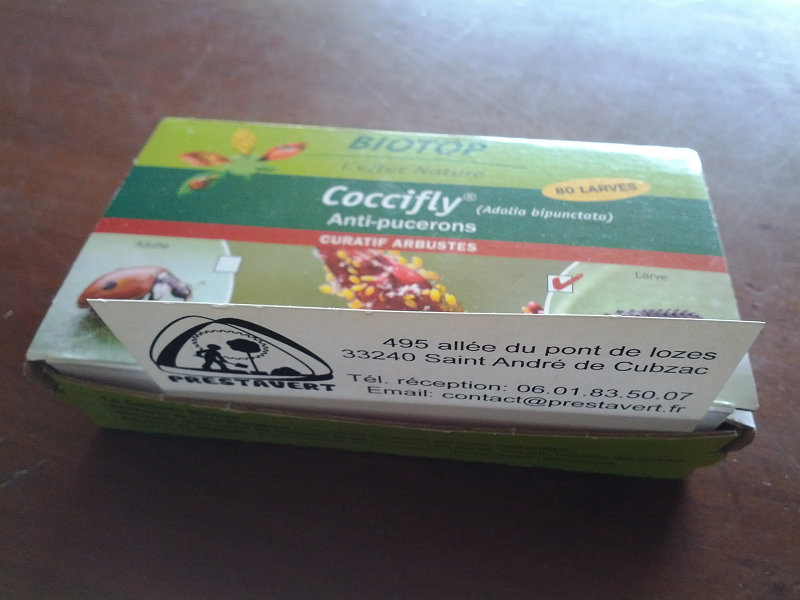 BIOTOP
L'effet Nature
80 LARVES
Coccifly® (Adalia bipunctata)
Anti-pucerons
CURATIF ARBUSTES
Adulte
Larve
PRESTAVERT
495 allée du pont de lozes
33240 Saint André de Cubzac
Tél. réception: 06.01.83.50.07
Email: contact@prestavert.fr